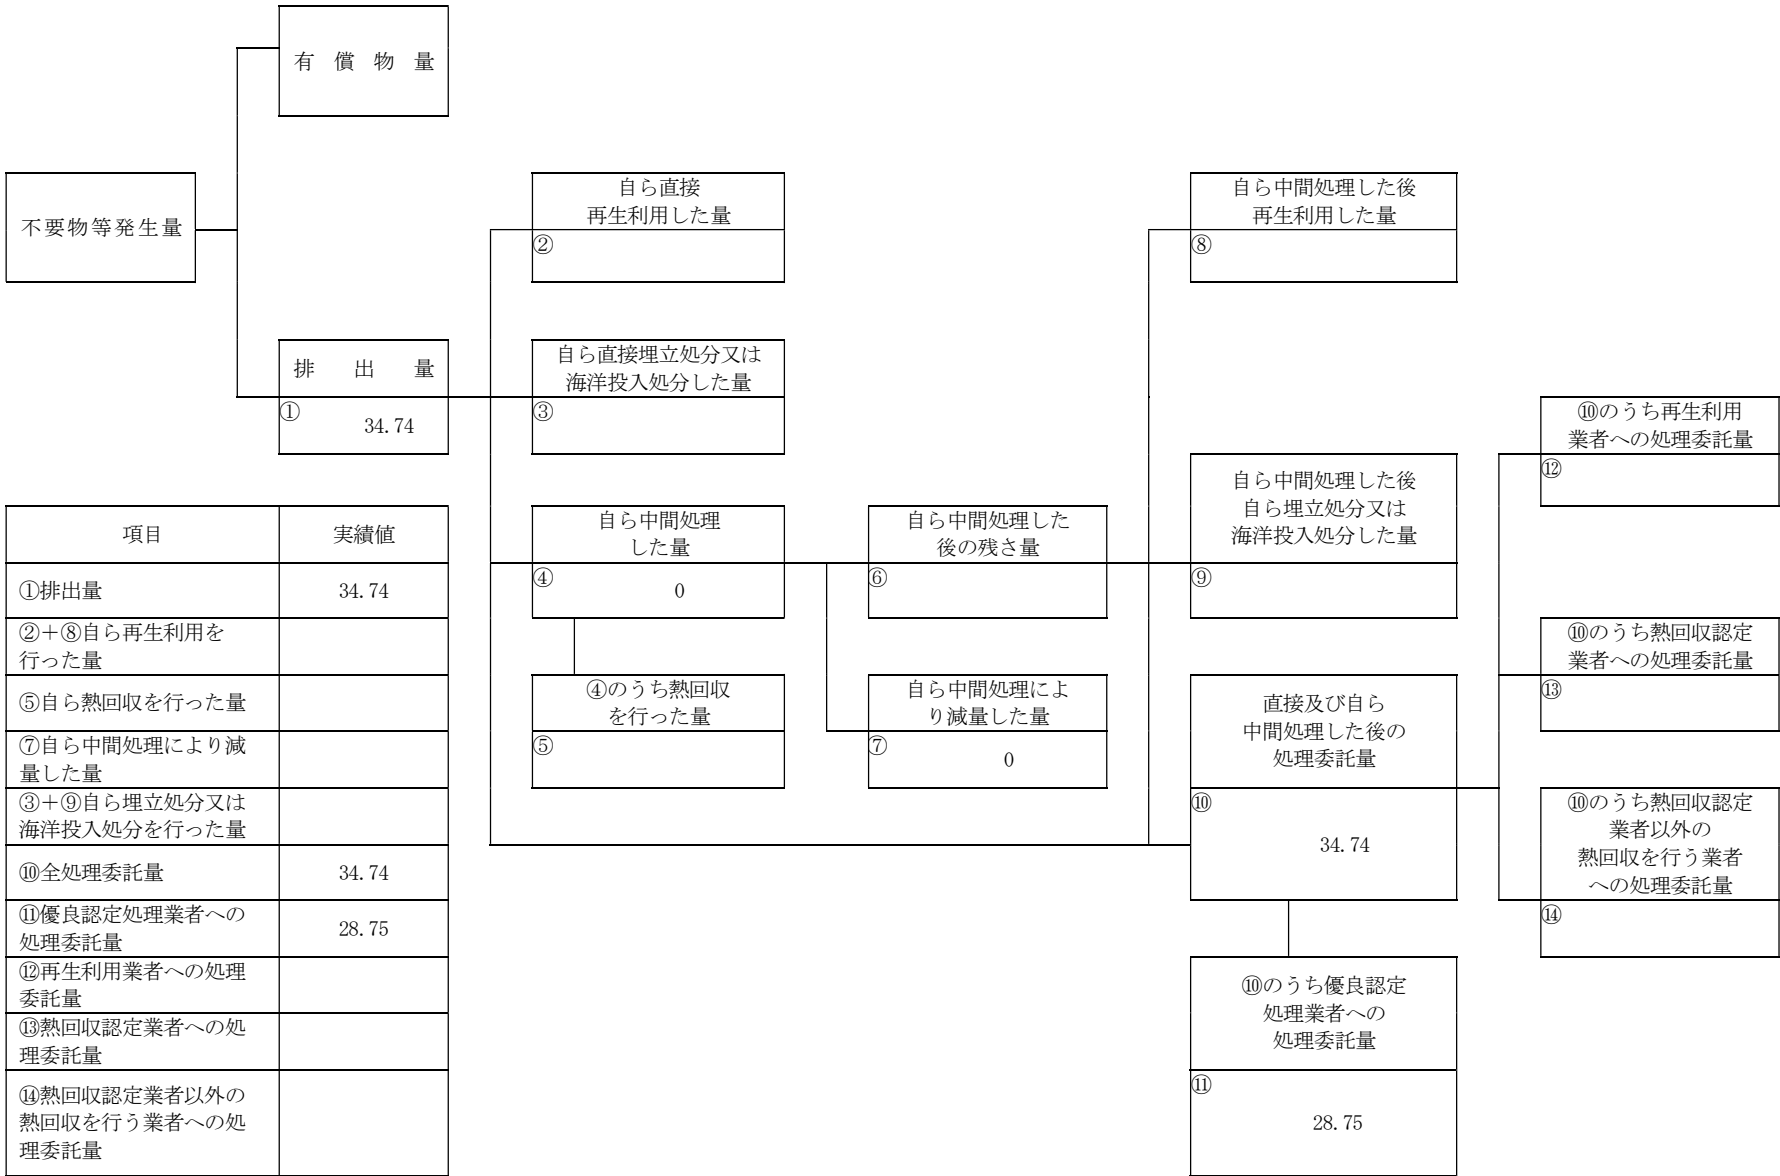 有償物量
不要物等発生量
自ら直接
再生利用した量
②
自ら中間処理した後
再生利用した量
⑧
排出量
①
34.74
自ら直接埋立処分又は
海洋投入処分した量
③
⑩のうち再生利用
業者への処理委託量
⑫
自ら中間処理した後
自ら埋立処分又は
海洋投入処分した量
⑨
自ら中間処理
した量
④
0
自ら中間処理した
後の残さ量
⑥
⑩のうち熱回収認定
業者への処理委託量
⑬
④のうち熱回収
を行った量
⑤
自ら中間処理によ
り減量した量
⑦
0
直接及び自ら
中間処理した後の
処理委託量
⑩
34.74
⑩のうち熱回収認定
業者以外の
熱回収を行う業者
への処理委託量
⑭
⑩のうち優良認定
処理業者への
処理委託量
⑪
28.75
項目 実績値
①排出量 34.74
②+⑧自ら再生利用を
行った量
⑤自ら熱回収を行った量
⑦自ら中間処理により減
量した量
③+⑨自ら埋立処分又は
海洋投入処分を行った量
⑩全処理委託量 34.74
⑪優良認定処理業者への
処理委託量 28.75
⑫再生利用業者への処理
委託量
⑬熱回収認定業者への処
理委託量
⑭熱回収認定業者以外の
熱回収を行う業者への処
理委託量